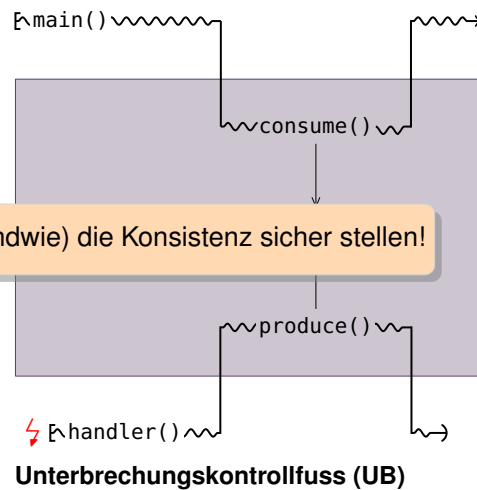 main()
consume()
ndwie) die Konsistenz sicher stellen!
produce()
handler()
Unterbrechungskontrollfuss (UB)